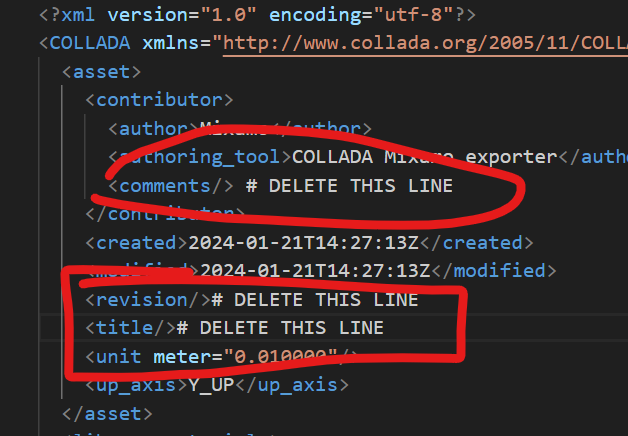 <?xml version="1.0" encoding="utf-8"?>
<COLLADA xmlns="http://www.collada.org/2005/11/COLLA
<asset>
<contributor>
<author>Mixamo</author>
<authoring_tool>COLLADA Mixamo exporter</autho
<comments/> # DELETE THIS LINE
</contributor>
<created>2024-01-21T14:27:13Z</created>
<modified>2024-01-21T14:27:13Z</modified>
<revision/># DELETE THIS LINE
<title/># DELETE THIS LINE
<unit meter="0.010000"/>
<up_axis>Y_UP</up_axis>
</asset>